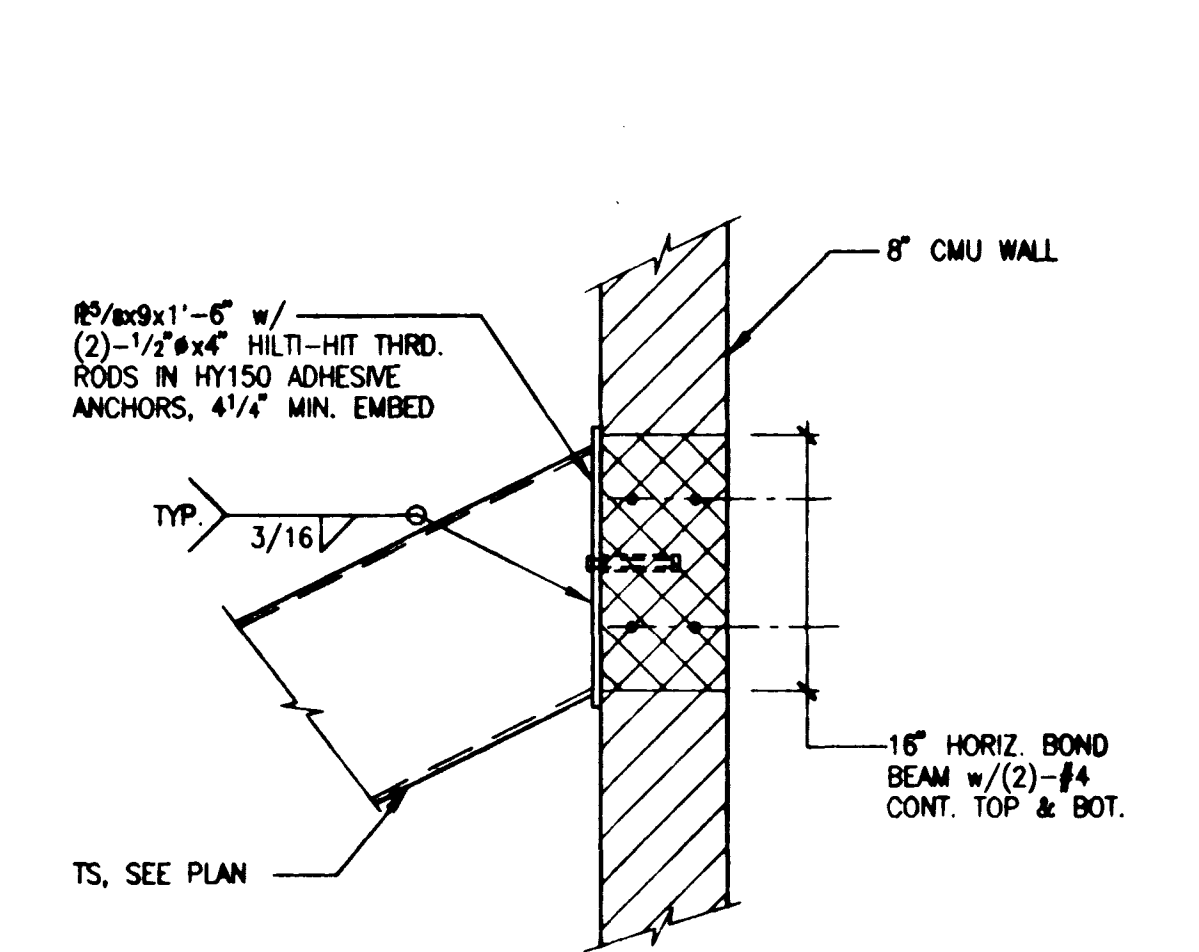 8" CMU WALL
℄5/8x9x1'-6" w/
(2)-1/2"øx4" HILTI-HIT THRD.
RODS IN HY150 ADHESIVE
ANCHORS, 4 1/4" MIN. EMBED
TYP.
3/16
16" HORIZ. BOND
BEAM w/(2)-#4
CONT. TOP & BOT.
TS, SEE PLAN